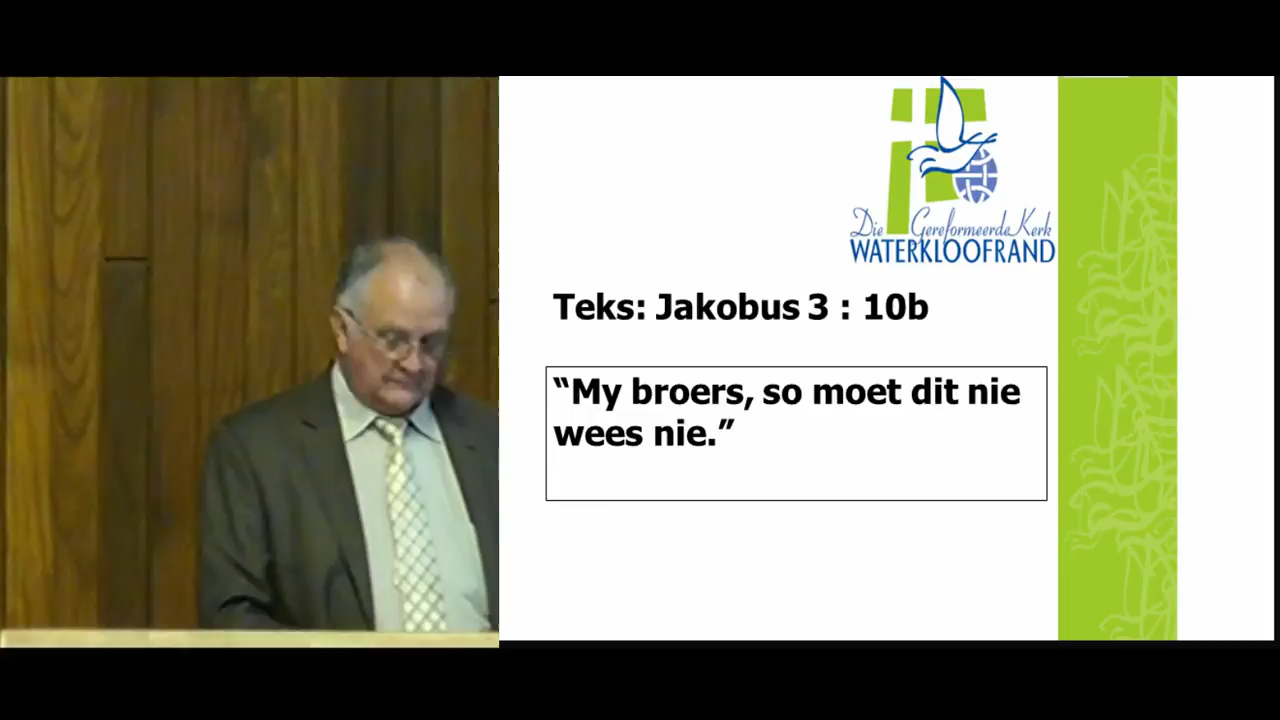 Die Gereformeerde Kerk
WATERKLOOFRAND
Teks: Jakobus 3 : 10b
“My broers, so moet dit nie
wees nie.”